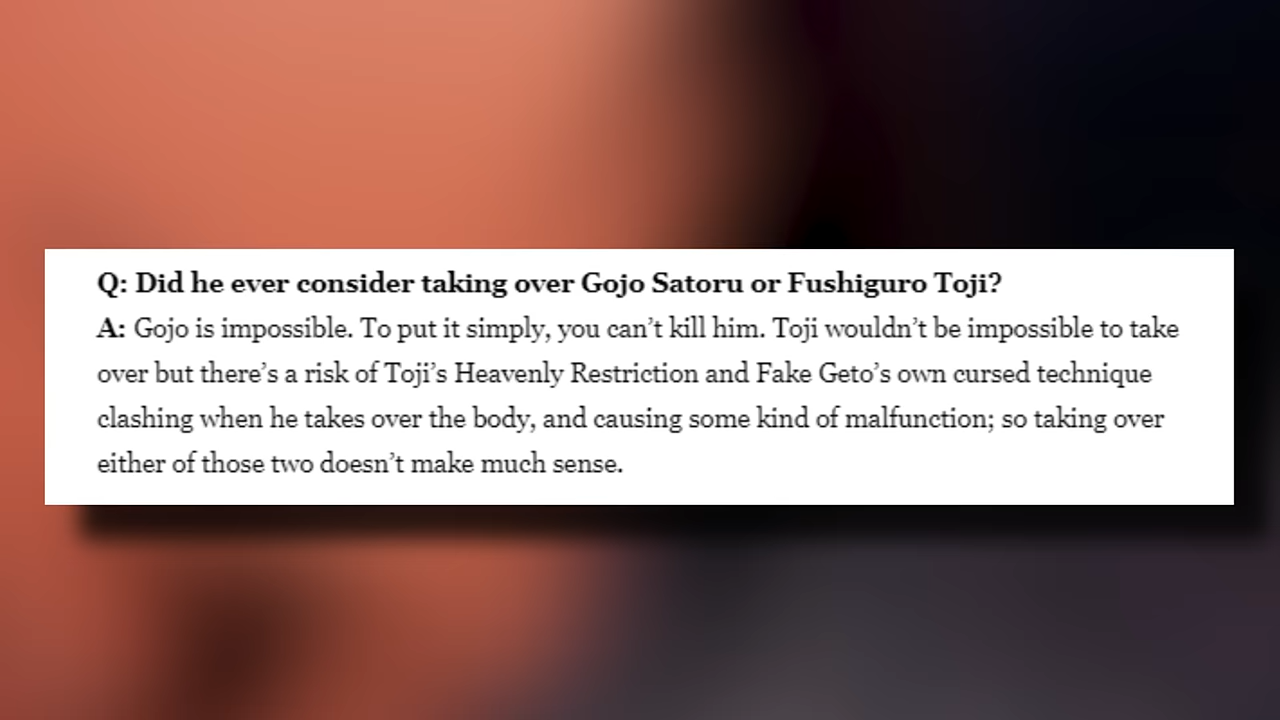 Q: Did he ever consider taking over Gojo Satoru or Fushiguro Toji?
A: Gojo is impossible. To put it simply, you can’t kill him. Toji wouldn’t be impossible to take
over but there’s a risk of Toji’s Heavenly Restriction and Fake Geto’s own cursed technique
clashing when he takes over the body, and causing some kind of malfunction; so taking over
either of those two doesn’t make much sense.